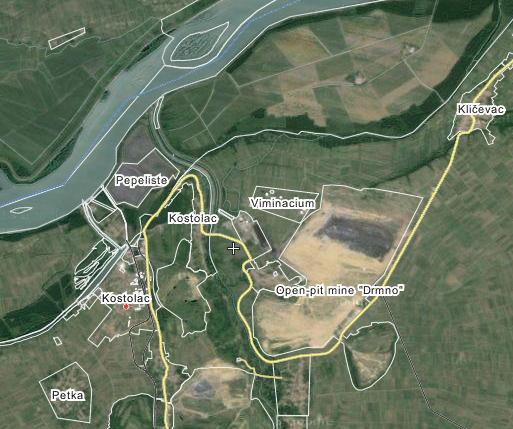 Kličevac
Pepeliste
Viminacium
Kostolac
Open-pit mine "Drmno"
Kostolac
Petka